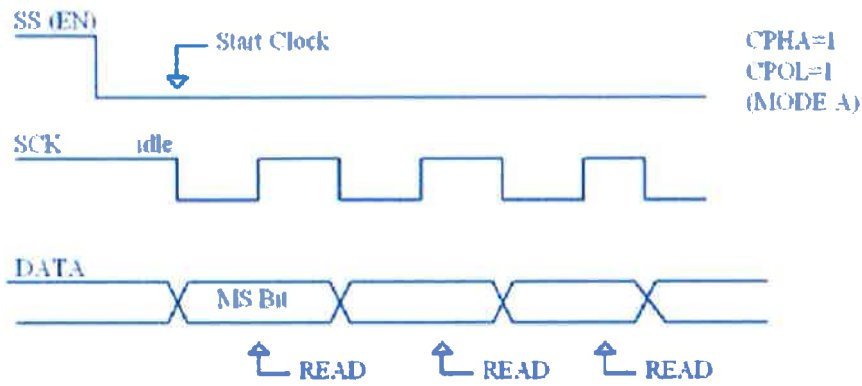 SS (EN)
Start Clock
CPHA=1
CPOL=1
(MODE A)
SCK idle
DATA
MS Bit
READ READ READ